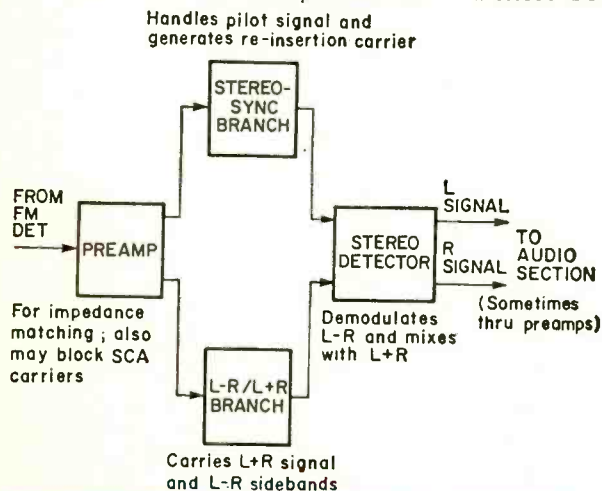 Handles pilot signal and
generates re-insertion carrier
STEREO-
SYNC
BRANCH
FROM
FM
DET
PREAMP
For impedance
matching; also
may block SCA
carriers
L
SIGNAL
STEREO
DETECTOR
R
SIGNAL
TO
AUDIO
SECTION
(Sometimes
thru preamps)
Demodulates
L-R and mixes
with L+R
L-R/L+R
BRANCH
Carries L+R signal
and L-R sidebands